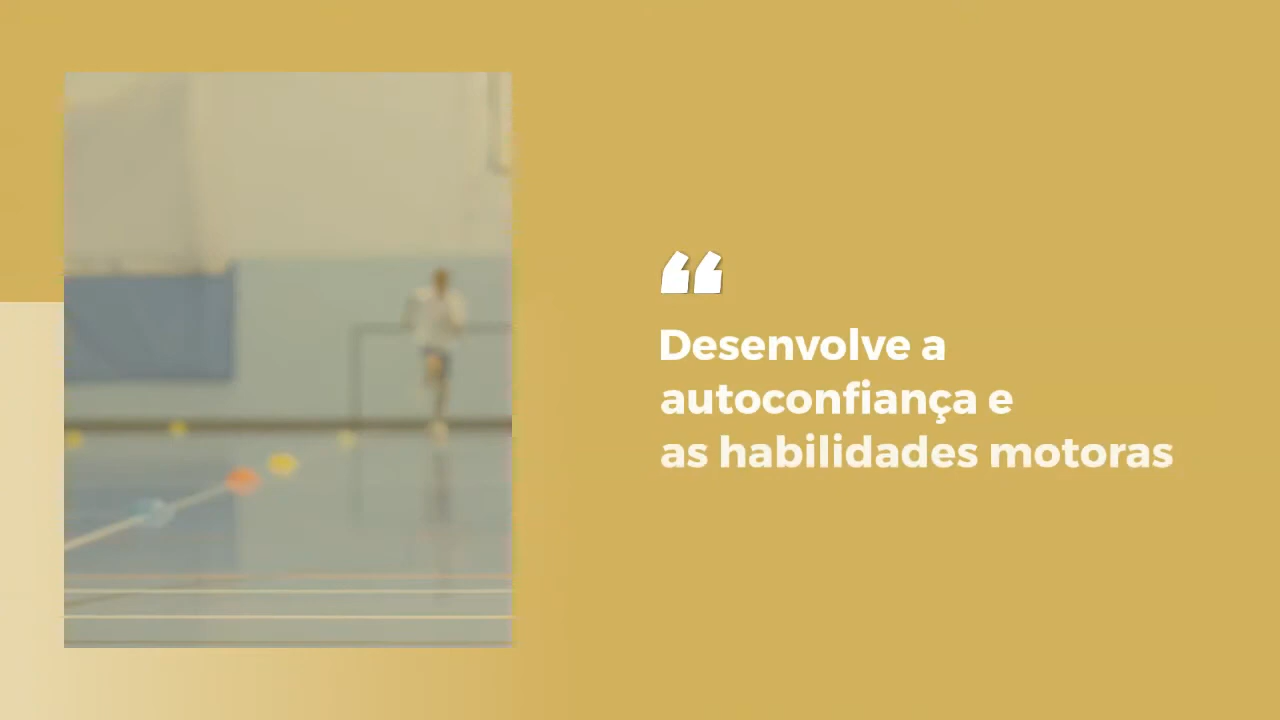 “
Desenvolve a
autoconfiança e
as habilidades motoras